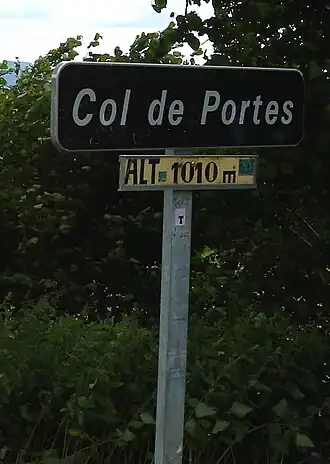 Col de Portes
ALT 1010 m
T